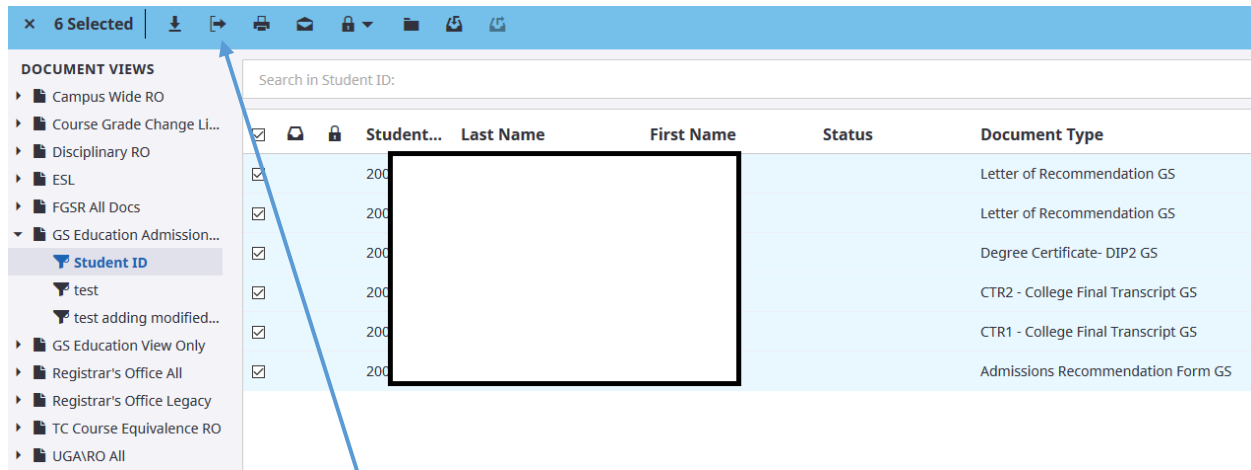 6 Selected
DOCUMENT VIEWS
Campus Wide RO
Course Grade Change Li...
Disciplinary RO
ESL
FGSR All Docs
GS Education Admission...
Student ID
test
test adding modified...
GS Education View Only
Registrar's Office All
Registrar's Office Legacy
TC Course Equivalence RO
UGA\RO All
Search in Student ID:
Student... Last Name First Name Status Document Type
200 Letter of Recommendation GS
200 Letter of Recommendation GS
200 Degree Certificate- DIP2 GS
200 CTR2 - College Final Transcript GS
200 CTR1 - College Final Transcript GS
200 Admissions Recommendation Form GS